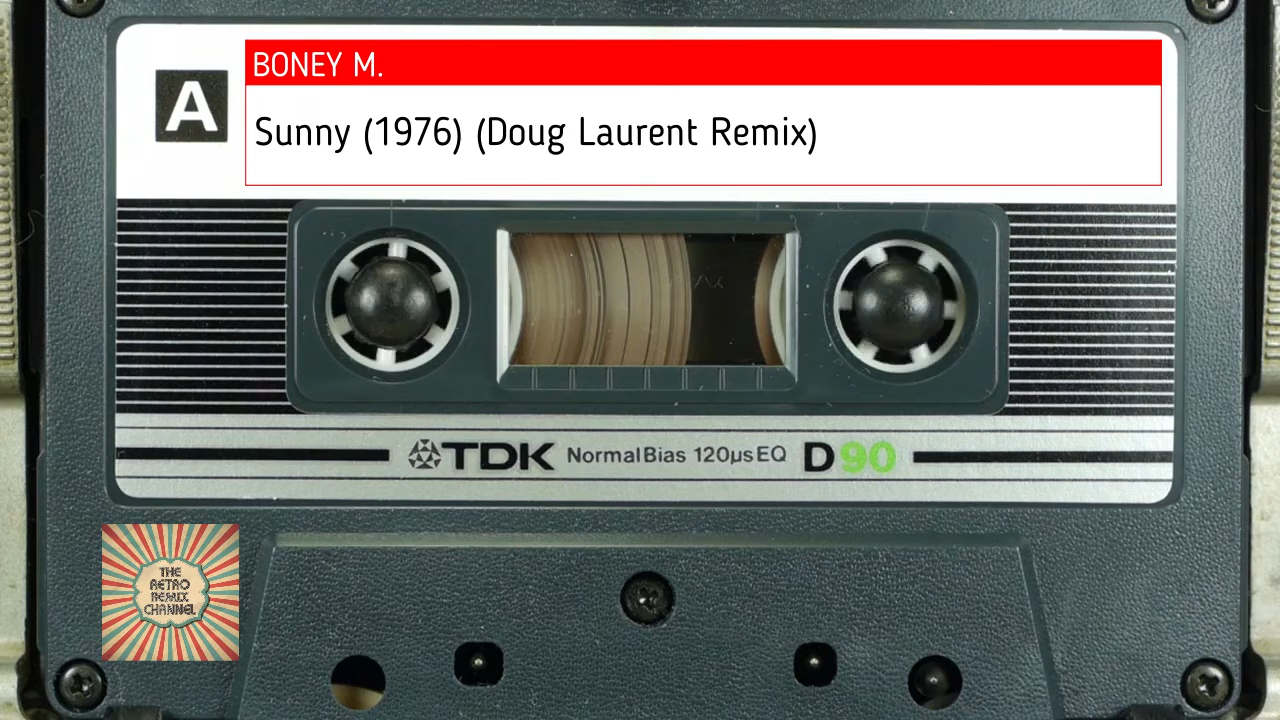 BONEY M.
A
Sunny (1976) (Doug Laurent Remix)
TDK Normal Bias 120µs EQ D90
THE
RETRO
REMIX
CHANNEL